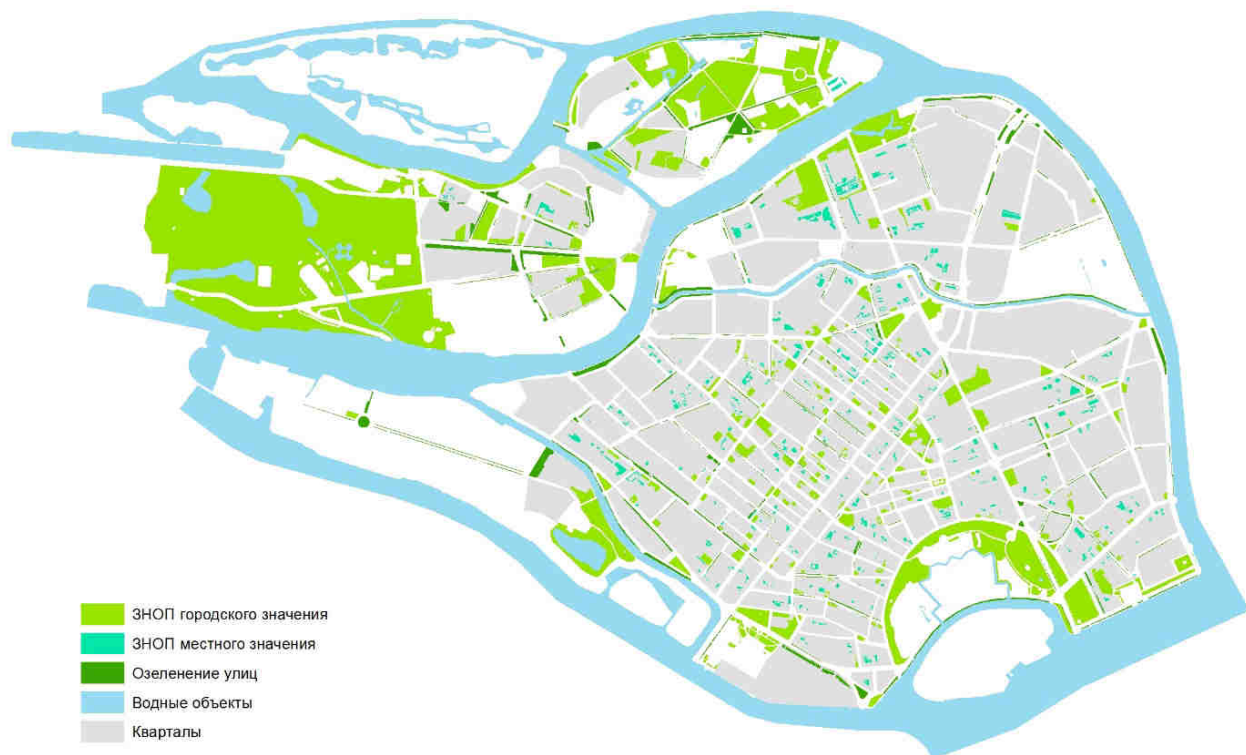 ЗНОП городского значения
ЗНОП местного значения
Озеленение улиц
Водные объекты
Кварталы